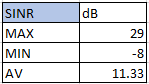 SINR dB
MAX 29
MIN -8
AV 11.33